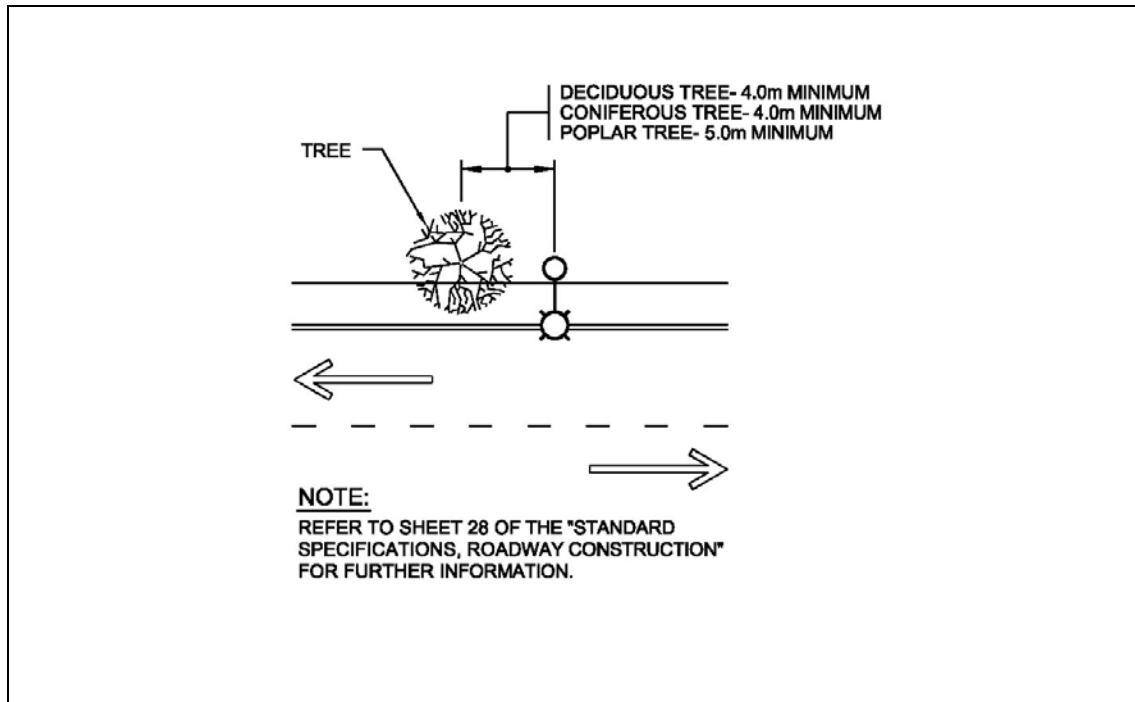 DECIDUOUS TREE- 4.0m MINIMUM
CONIFEROUS TREE- 4.0m MINIMUM
POPLAR TREE- 5.0m MINIMUM
TREE
NOTE:
REFER TO SHEET 28 OF THE "STANDARD
SPECIFICATIONS, ROADWAY CONSTRUCTION"
FOR FURTHER INFORMATION.